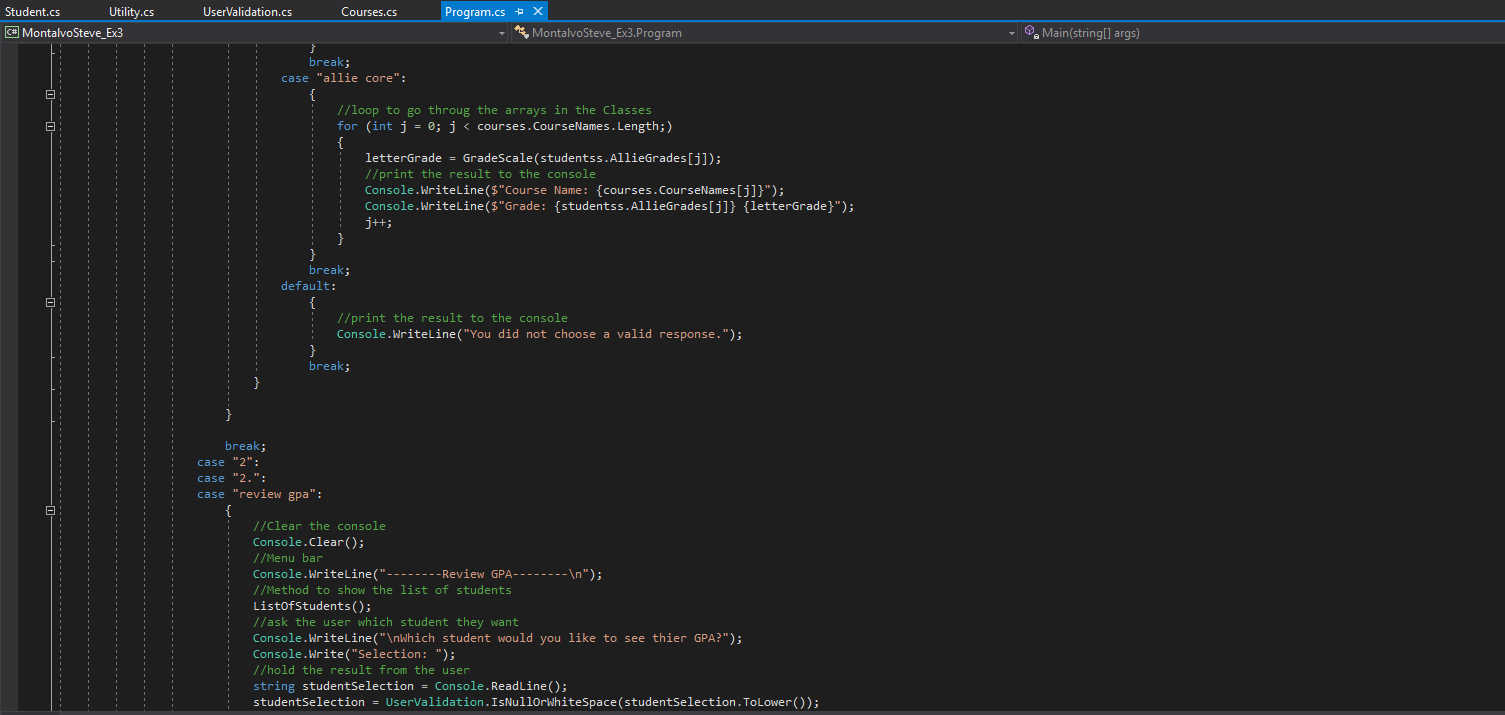 Student.cs Utility.cs UserValidation.cs Courses.cs Program.cs
C# MontalvoSteve_Ex3 MontalvoSteve_Ex3.Program Main(string[] args)
}
break;
case "allie core":
{
//loop to go throug the arrays in the Classes
for (int j = 0; j < courses.CourseNames.Length;)
{
letterGrade = GradeScale(studentss.AllieGrades[j]);
//print the result to the console
Console.WriteLine($"Course Name: {courses.CourseNames[j]}");
Console.WriteLine($"Grade: {studentss.AllieGrades[j]} {letterGrade}");
j++;
}
}
break;
default:
{
//print the result to the console
Console.WriteLine("You did not choose a valid response.");
}
break;
}
}
break;
case "2":
case "2.":
case "review gpa":
{
//Clear the console
Console.Clear();
//Menu bar
Console.WriteLine("--------Review GPA--------\n");
//Method to show the list of students
ListOfStudents();
//ask the user which student they want
Console.WriteLine("\nWhich student would you like to see thier GPA?");
Console.Write("Selection: ");
//hold the result from the user
string studentSelection = Console.ReadLine();
studentSelection = UserValidation.IsNullOrWhiteSpace(studentSelection.ToLower());